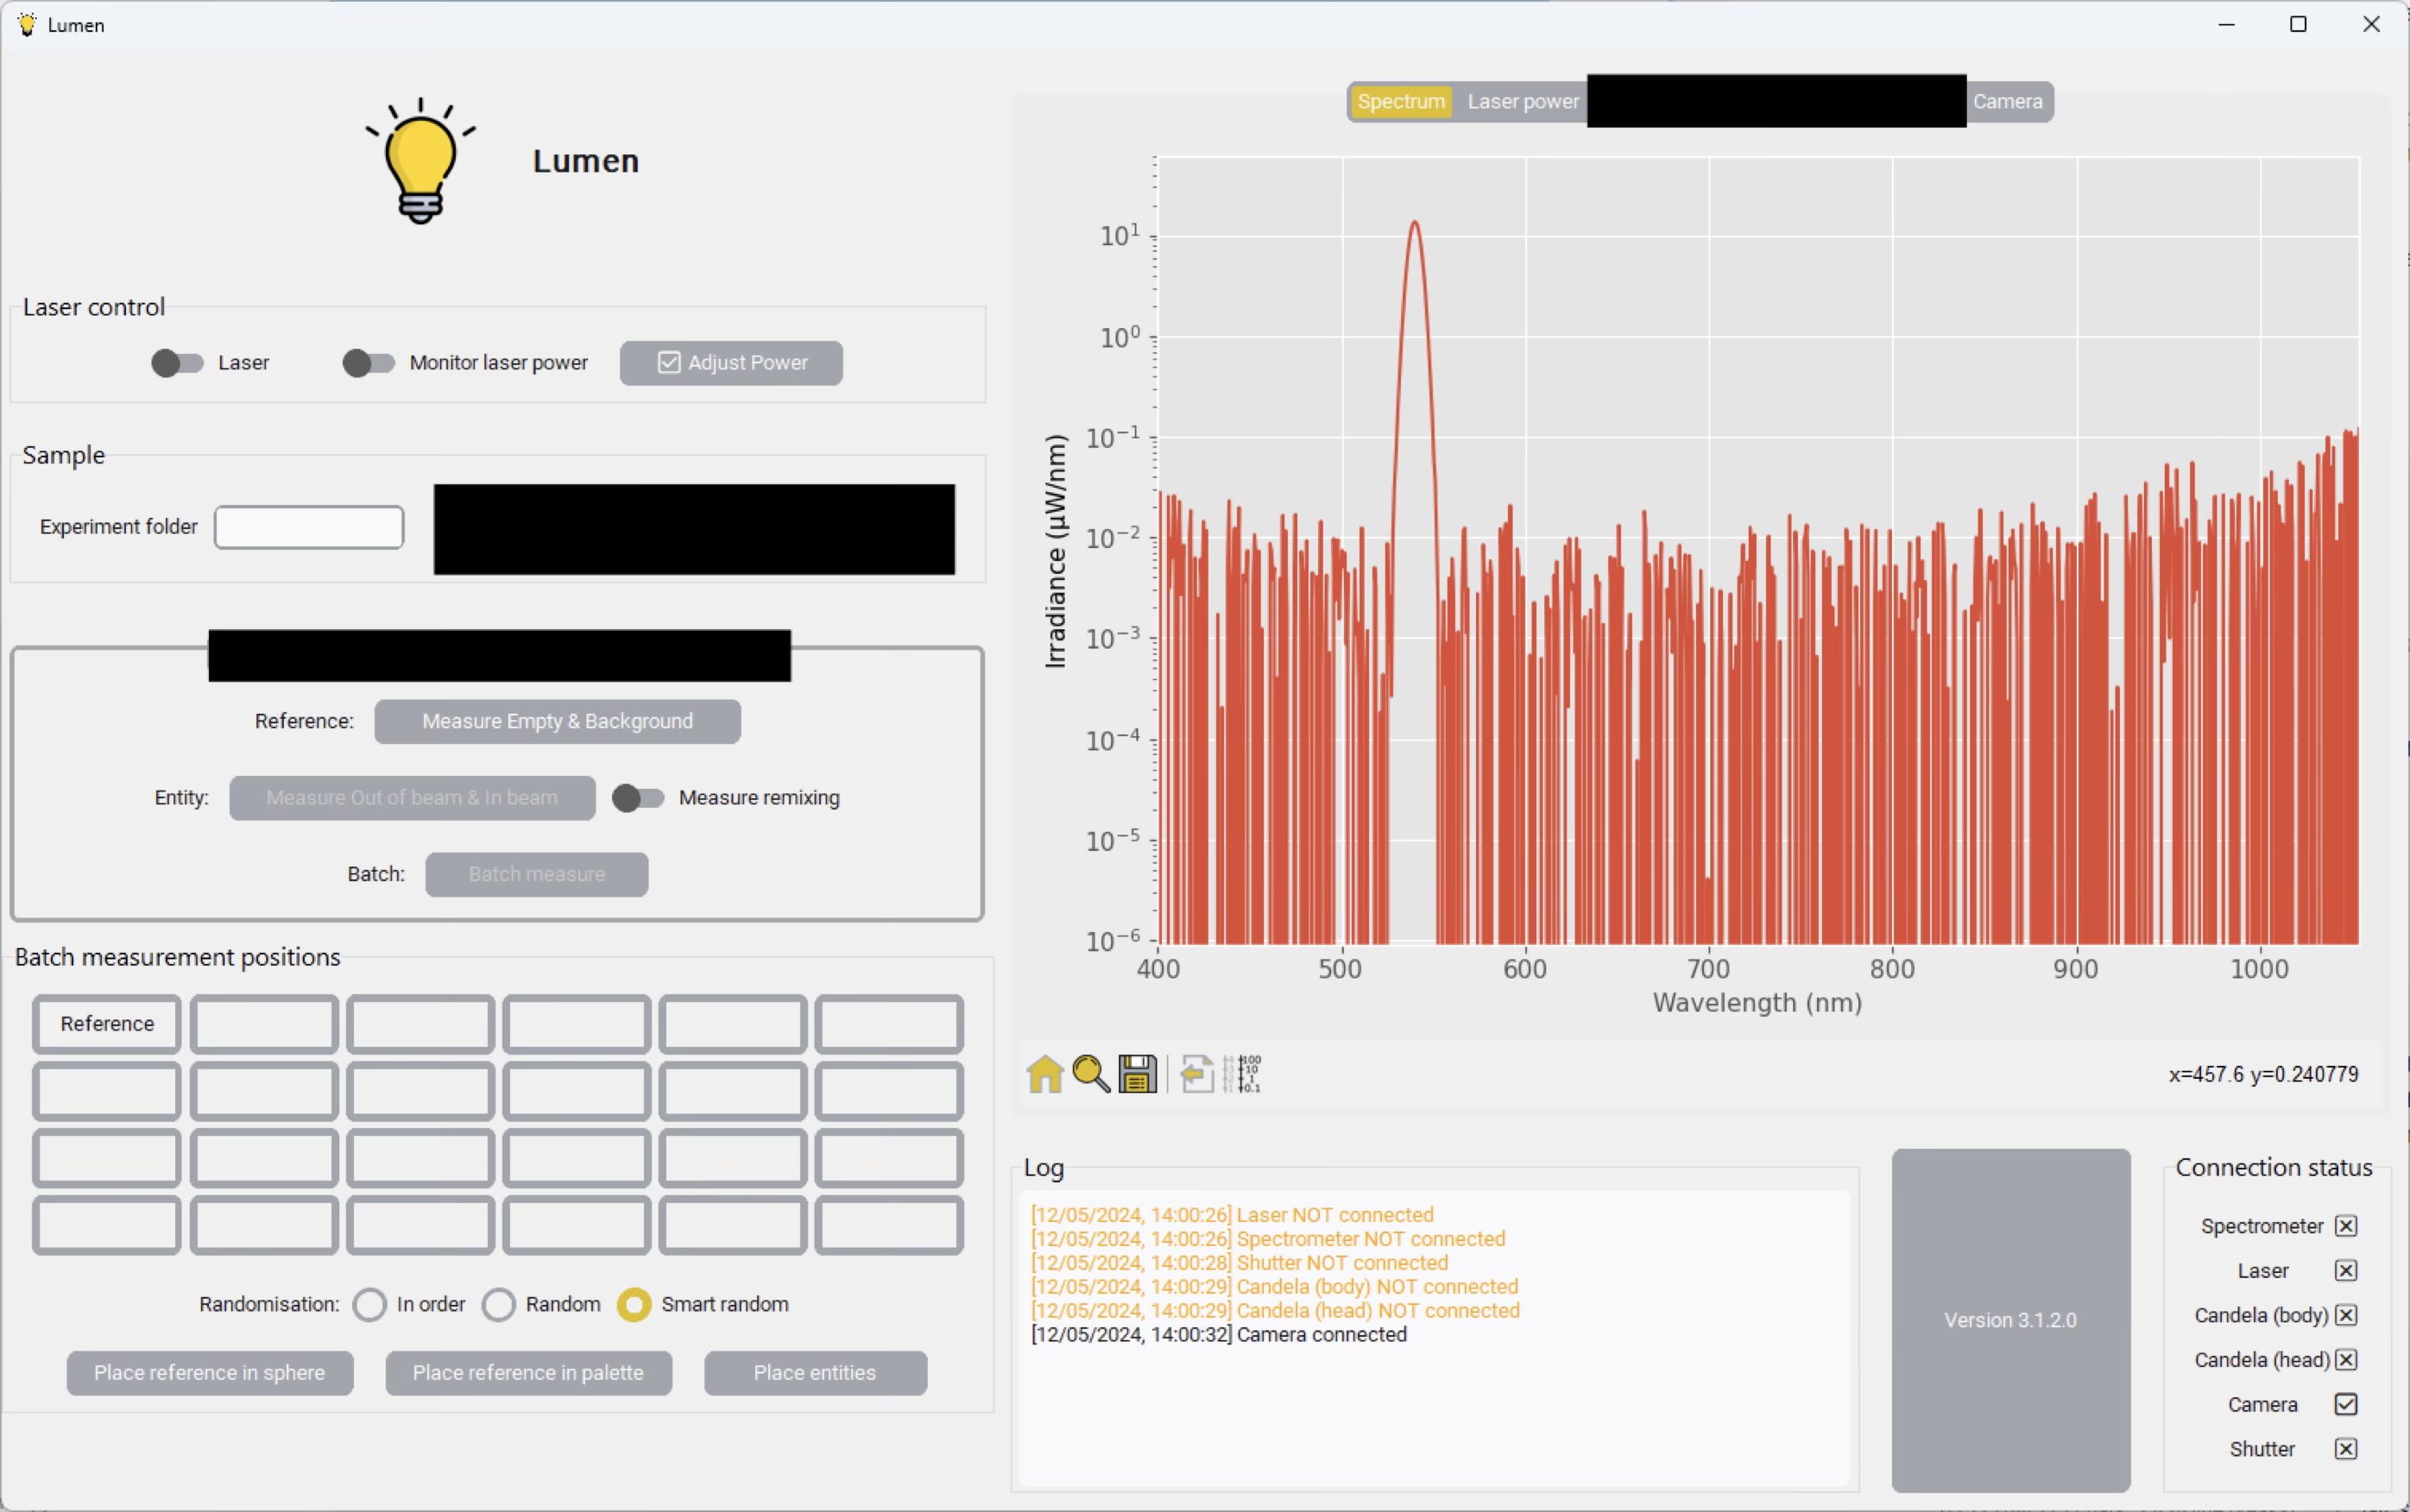 Lumen
Lumen
Laser control
Laser
Monitor laser power
Adjust Power
Sample
Experiment folder
Reference:
Measure Empty & Background
Entity:
Measure Out of beam & In beam
Measure remixing
Batch:
Batch measure
Batch measurement positions
Reference
Randomisation:
In order
Random
Smart random
Place reference in sphere
Place reference in palette
Place entities
Spectrum
Laser power
Camera
Irradiance (µW/nm)
10¹
10⁰
10⁻¹
10⁻²
10⁻³
10⁻⁴
10⁻⁵
10⁻⁶
400 500 600 700 800 900 1000
Wavelength (nm)
x=457.6 y=0.240779
Log
[12/05/2024, 14:00:26] Laser NOT connected
[12/05/2024, 14:00:26] Spectrometer NOT connected
[12/05/2024, 14:00:28] Shutter NOT connected
[12/05/2024, 14:00:29] Candela (body) NOT connected
[12/05/2024, 14:00:29] Candela (head) NOT connected
[12/05/2024, 14:00:32] Camera connected
Version 3.1.2.0
Connection status
Spectrometer
Laser
Candela (body)
Candela (head)
Camera
Shutter